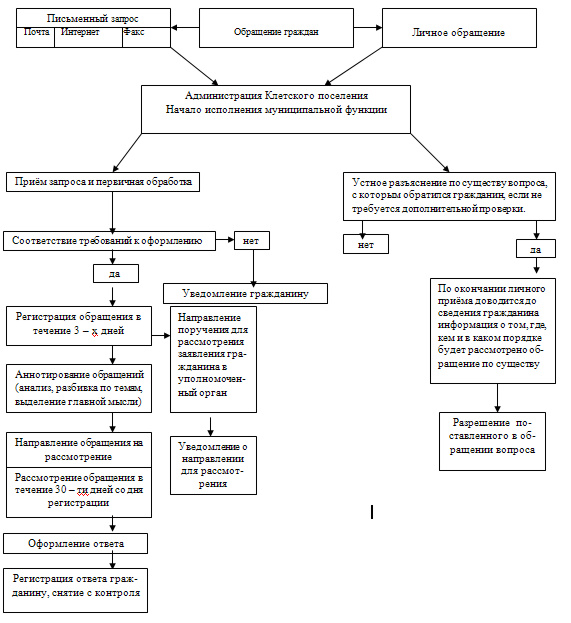 Письменный запрос
Почта Интернет Факс
Обращение граждан
Личное обращение
Администрация Клетского поселения
Начало исполнения муниципальной функции
Приём запроса и первичная обработка
Устное разъяснение по существу вопроса,
с которым обратился гражданин, если не
требуется дополнительной проверки.
Соответствие требований к оформлению
нет
нет
да
да
Уведомление гражданину
По окончании личного
приёма доводится до
сведения гражданина
информация о том, где,
кем и в каком порядке
будет рассмотрено об-
ращение по существу
Регистрация обращения в
течение 3 – х дней
Направление
поручения для
рассмотрения
заявления гра-
жданина в
уполномочен-
ный орган
Аннотирование обращений
(анализ, разбивка по темам,
выделение главной мысли)
Разрешение по-
ставленного в об-
ращении вопроса
Направление обращения на
рассмотрение
Уведомление о
направлении
для рассмот-
рения
Рассмотрение обращения в
течение 30 – ти дней со дня
регистрации
Оформление ответа
Регистрация ответа граж-
данину, снятие с контроля